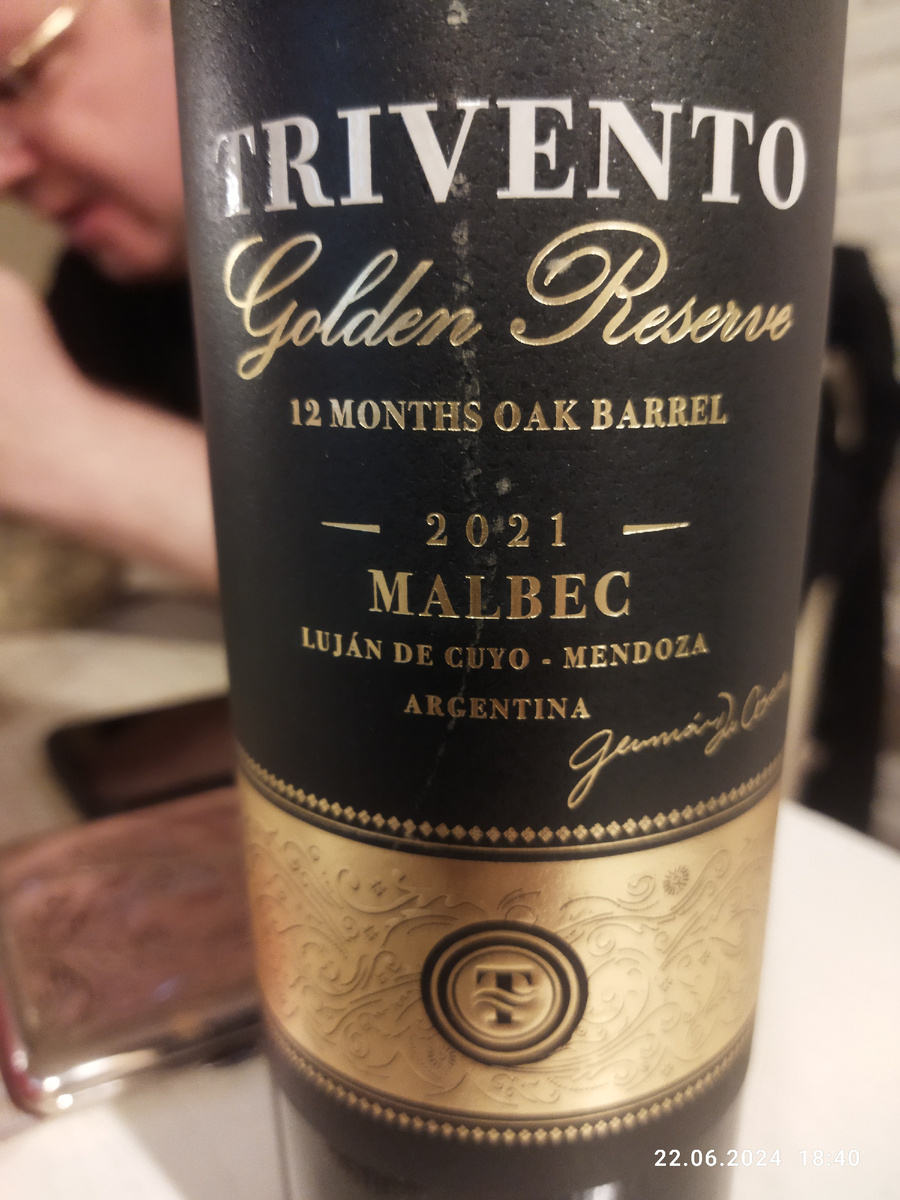 TRIVENTO
Golden Reserve
12 MONTHS OAK BARREL
2021
MALBEC
LUJÁN DE CUYO - MENDOZA
ARGENTINA
Germán
T
22.06.2024 18:40